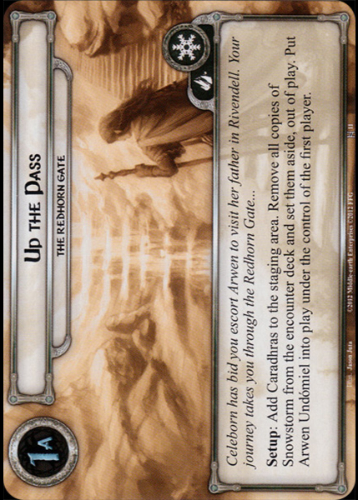 1A
UP THE PASS
THE REDHORN GATE
Celeborn has bid you escort Arwen to visit her father in Rivendell. Your
journey takes you through the Redhorn Gate...
Setup: Add Caradhras to the staging area. Remove all copies of
Snowstorm from the encounter deck and set them aside, out of play. Put
Arwen Undómiel into play under the control of the first player.
Illus. Jason Juta ©2012 Middle-earth Enterprises ©2012 FFG